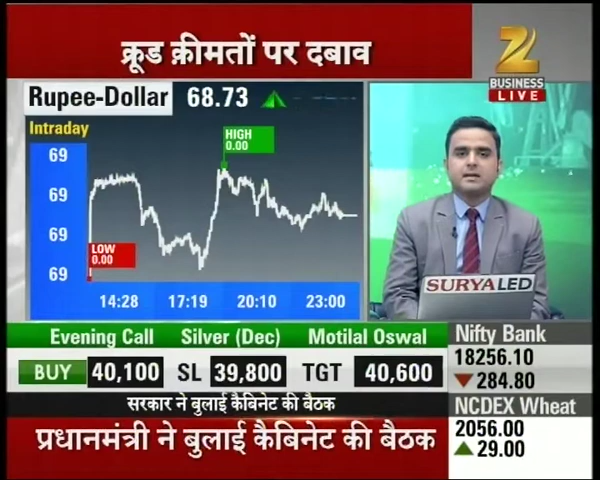 क्रूड क़ीमतों पर दबाव
Z
BUSINESS
LIVE
Rupee-Dollar 68.73
Intraday
69
69
69
69
HIGH
0.00
LOW
0.00
14:28 17:19 20:10 23:00
SURYA LED
Evening Call Silver (Dec) Motilal Oswal
BUY 40,100 SL 39,800 TGT 40,600
Nifty Bank
18256.10
284.80
NCDEX Wheat
2056.00
29.00
सरकार ने बुलाई कैबिनेट की बैठक
प्रधानमंत्री ने बुलाई कैबिनेट की बैठक